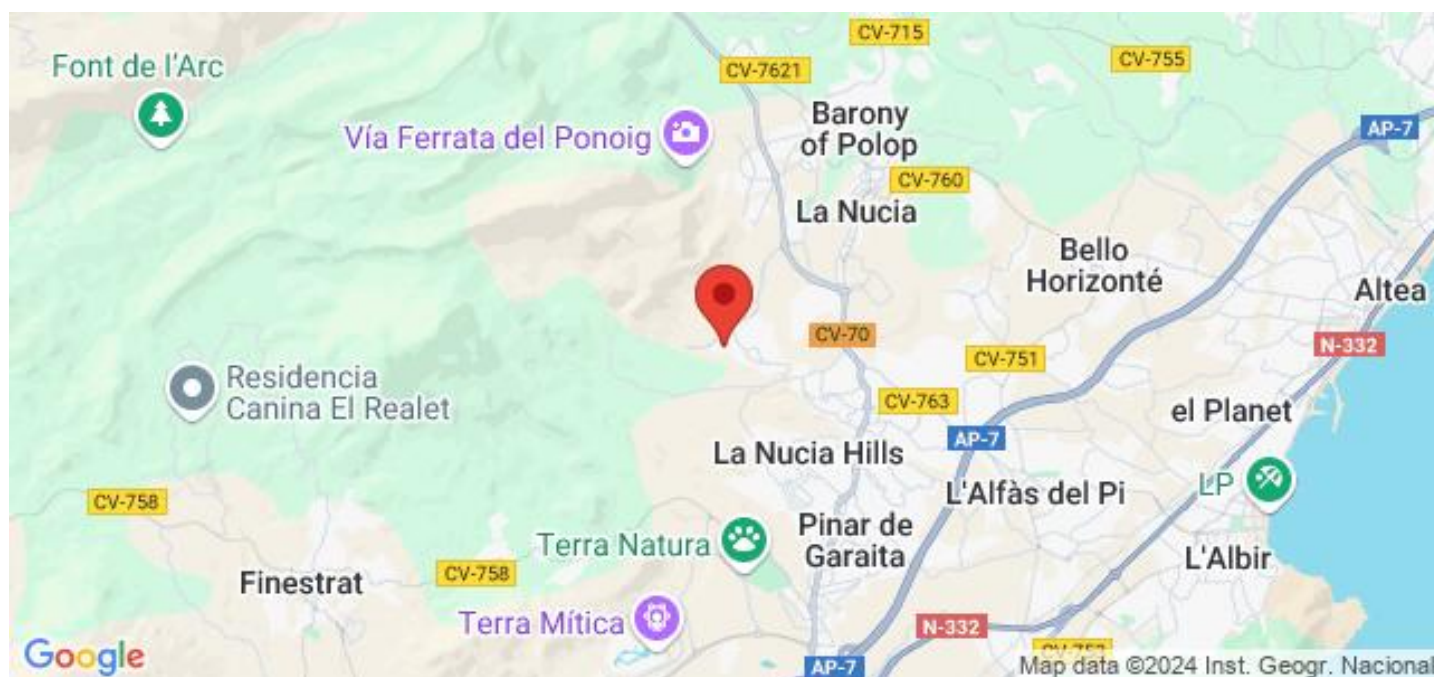 CV-715
Font de l'Arc
CV-755
CV-7621
Barony
of Polop
AP-7
Vía Ferrata del Ponoig
CV-760
La Nucia
Bello
Horizonté
Altea
CV-70
N-332
CV-751
Residencia
Canina El Realet
CV-763
el Planet
AP-7
La Nucia Hills
LP
L'Alfàs del Pi
CV-758
Pinar de
Garaita
Terra Natura
L'Albir
CV-758
Finestrat
Terra Mítica
N-332
CV-753
Google
AP-7
Map data ©2024 Inst. Geogr. Nacional